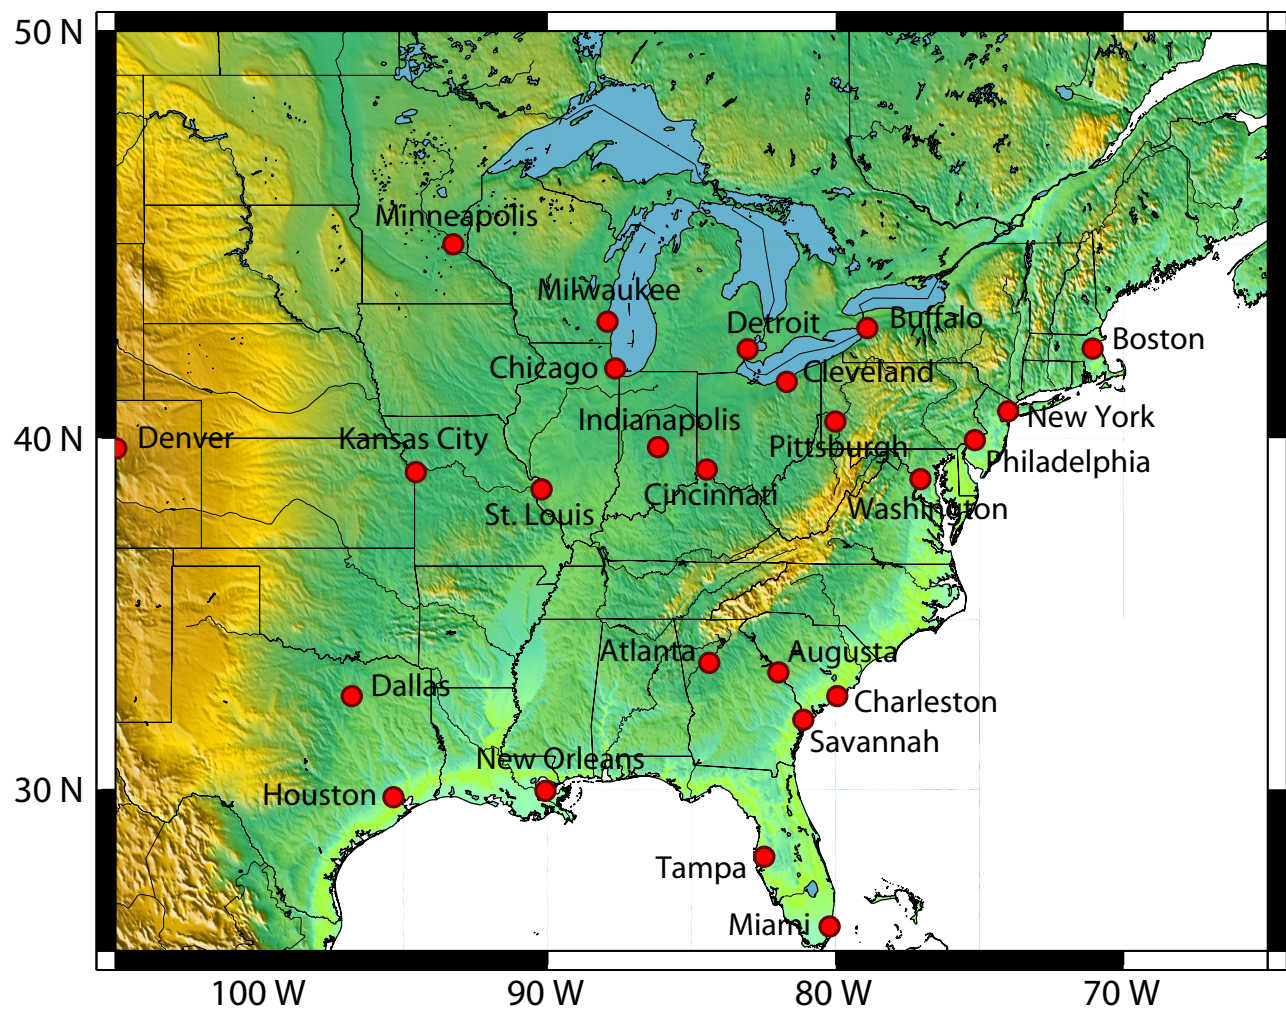 50 N
Minneapolis
Milwaukee
Detroit
Buffalo
Boston
Chicago
Cleveland
Indianapolis
New York
40 N
Denver
Kansas City
Pittsburgh
Philadelphia
Cincinnati
St. Louis
Washington
Atlanta
Augusta
Dallas
Charleston
Savannah
New Orleans
30 N
Houston
Tampa
Miami
100 W
90 W
80 W
70 W